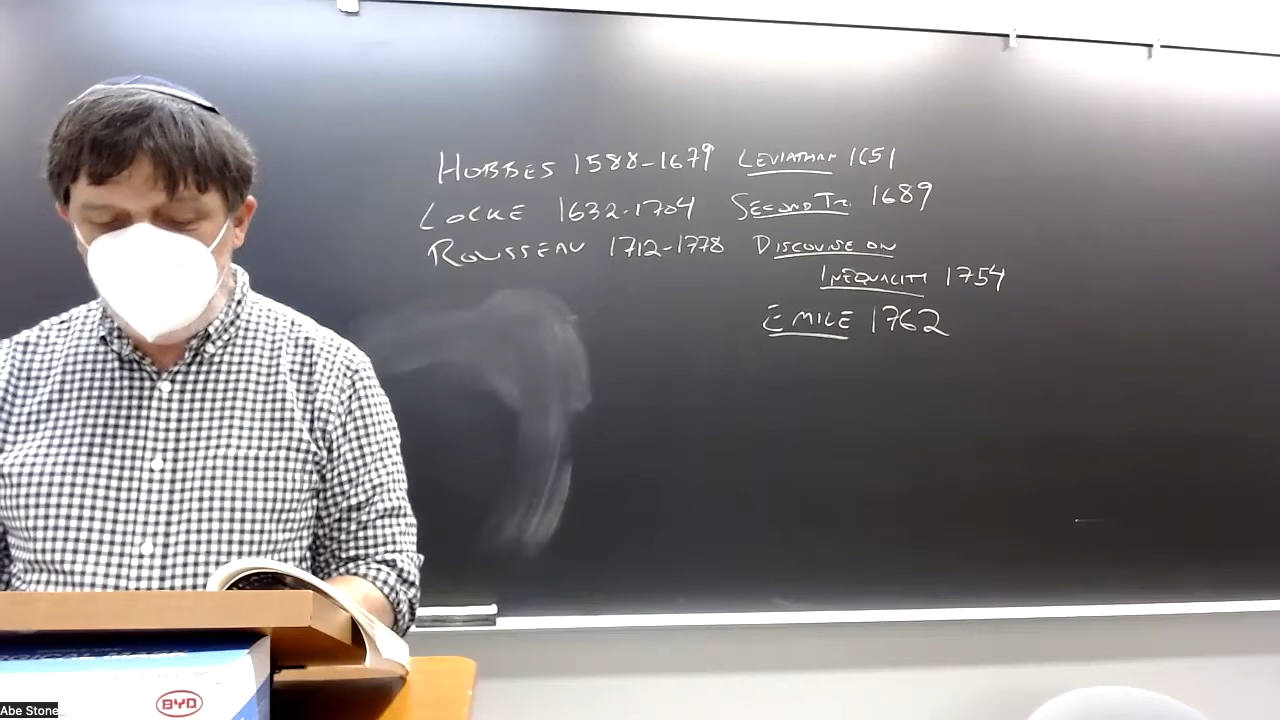 HOBBES 1588-1679 LEVIATHAN 1651
LOCKE 1632-1704 SECOND TR. 1689
ROUSSEAU 1712-1778 DISCOURSE ON
INEQUALITY 1754
EMILE 1762
BYD
Abe Stone